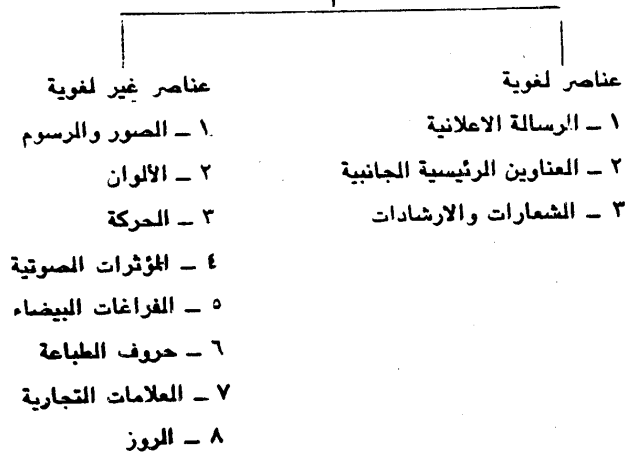 عناصر لغوية
١ ـ الرسالة الاعلانية
٢ ـ العناوين الرئيسية الجانبية
٣ ـ الشعارات والارشادات
عناصر غير لغوية
١ ـ الصور والرسوم
٢ ـ الألوان
٣ ـ الحركة
٤ ـ المؤثرات الصوتية
٥ ـ الفراغات البيضاء
٦ ـ حروف الطباعة
٧ ـ العلامات التجارية
٨ ـ الروز